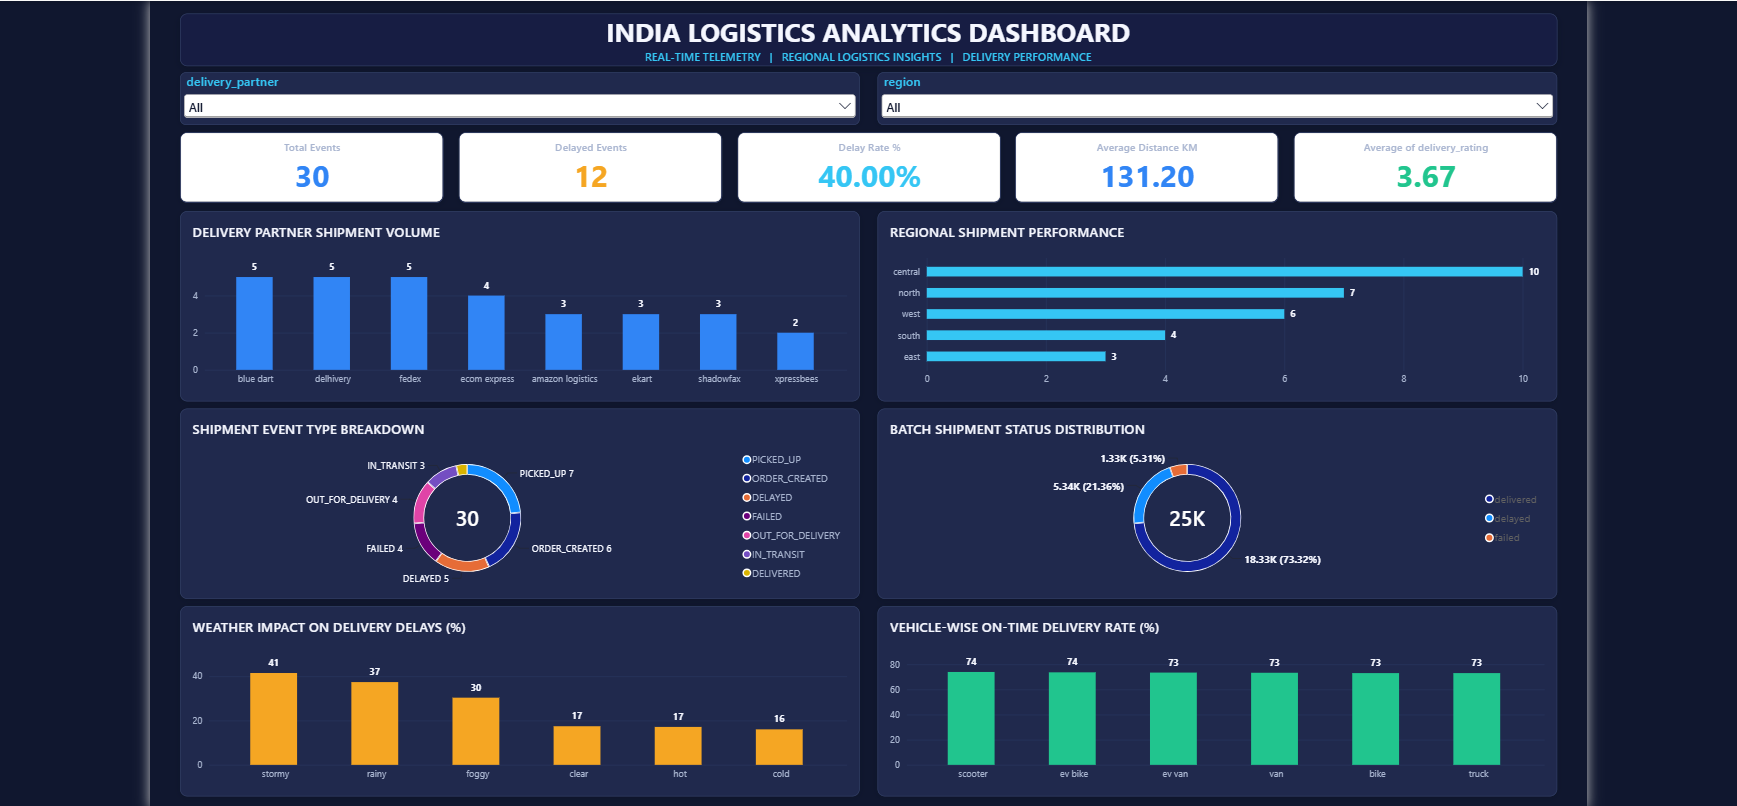 INDIA LOGISTICS ANALYTICS DASHBOARD
REAL-TIME TELEMETRY | REGIONAL LOGISTICS INSIGHTS | DELIVERY PERFORMANCE
delivery_partner
All
region
All
Total Events
30
Delayed Events
12
Delay Rate %
40.00%
Average Distance KM
131.20
Average of delivery_rating
3.67
DELIVERY PARTNER SHIPMENT VOLUME
5 5 5 4 3 3 3 2
4
2
0
blue dart delhivery fedex ecom express amazon logistics ekart shadowfax xpressbees
REGIONAL SHIPMENT PERFORMANCE
central 10
north 7
west 6
south 4
east 3
0 2 4 6 8 10
SHIPMENT EVENT TYPE BREAKDOWN
IN_TRANSIT 3
PICKED_UP 7
OUT_FOR_DELIVERY 4
30
FAILED 4
ORDER_CREATED 6
DELAYED 5
PICKED_UP
ORDER_CREATED
DELAYED
FAILED
OUT_FOR_DELIVERY
IN_TRANSIT
DELIVERED
BATCH SHIPMENT STATUS DISTRIBUTION
1.33K (5.31%)
5.34K (21.36%)
25K
18.33K (73.32%)
delivered
delayed
failed
WEATHER IMPACT ON DELIVERY DELAYS (%)
41 37 30 17 17 16
40
20
0
stormy rainy foggy clear hot cold
VEHICLE-WISE ON-TIME DELIVERY RATE (%)
74 74 73 73 73 73
80
60
40
20
0
scooter ev bike ev van van bike truck